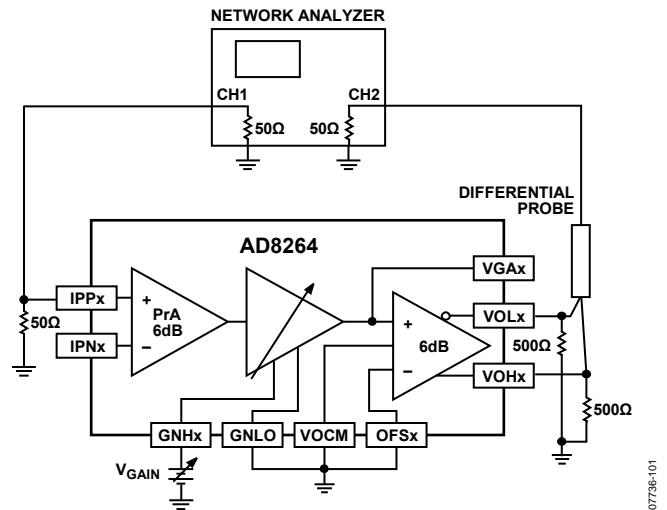 NETWORK ANALYZER
CH1
CH2
50Ω
50Ω
DIFFERENTIAL
PROBE
AD8264
VGAx
IPPx
+
PrA
6dB
–
+
6dB
–
VOLx
50Ω
IPNx
500Ω
VOHx
500Ω
GNHx
GNLO
VOCM
OFSx
VGAIN
07736-101